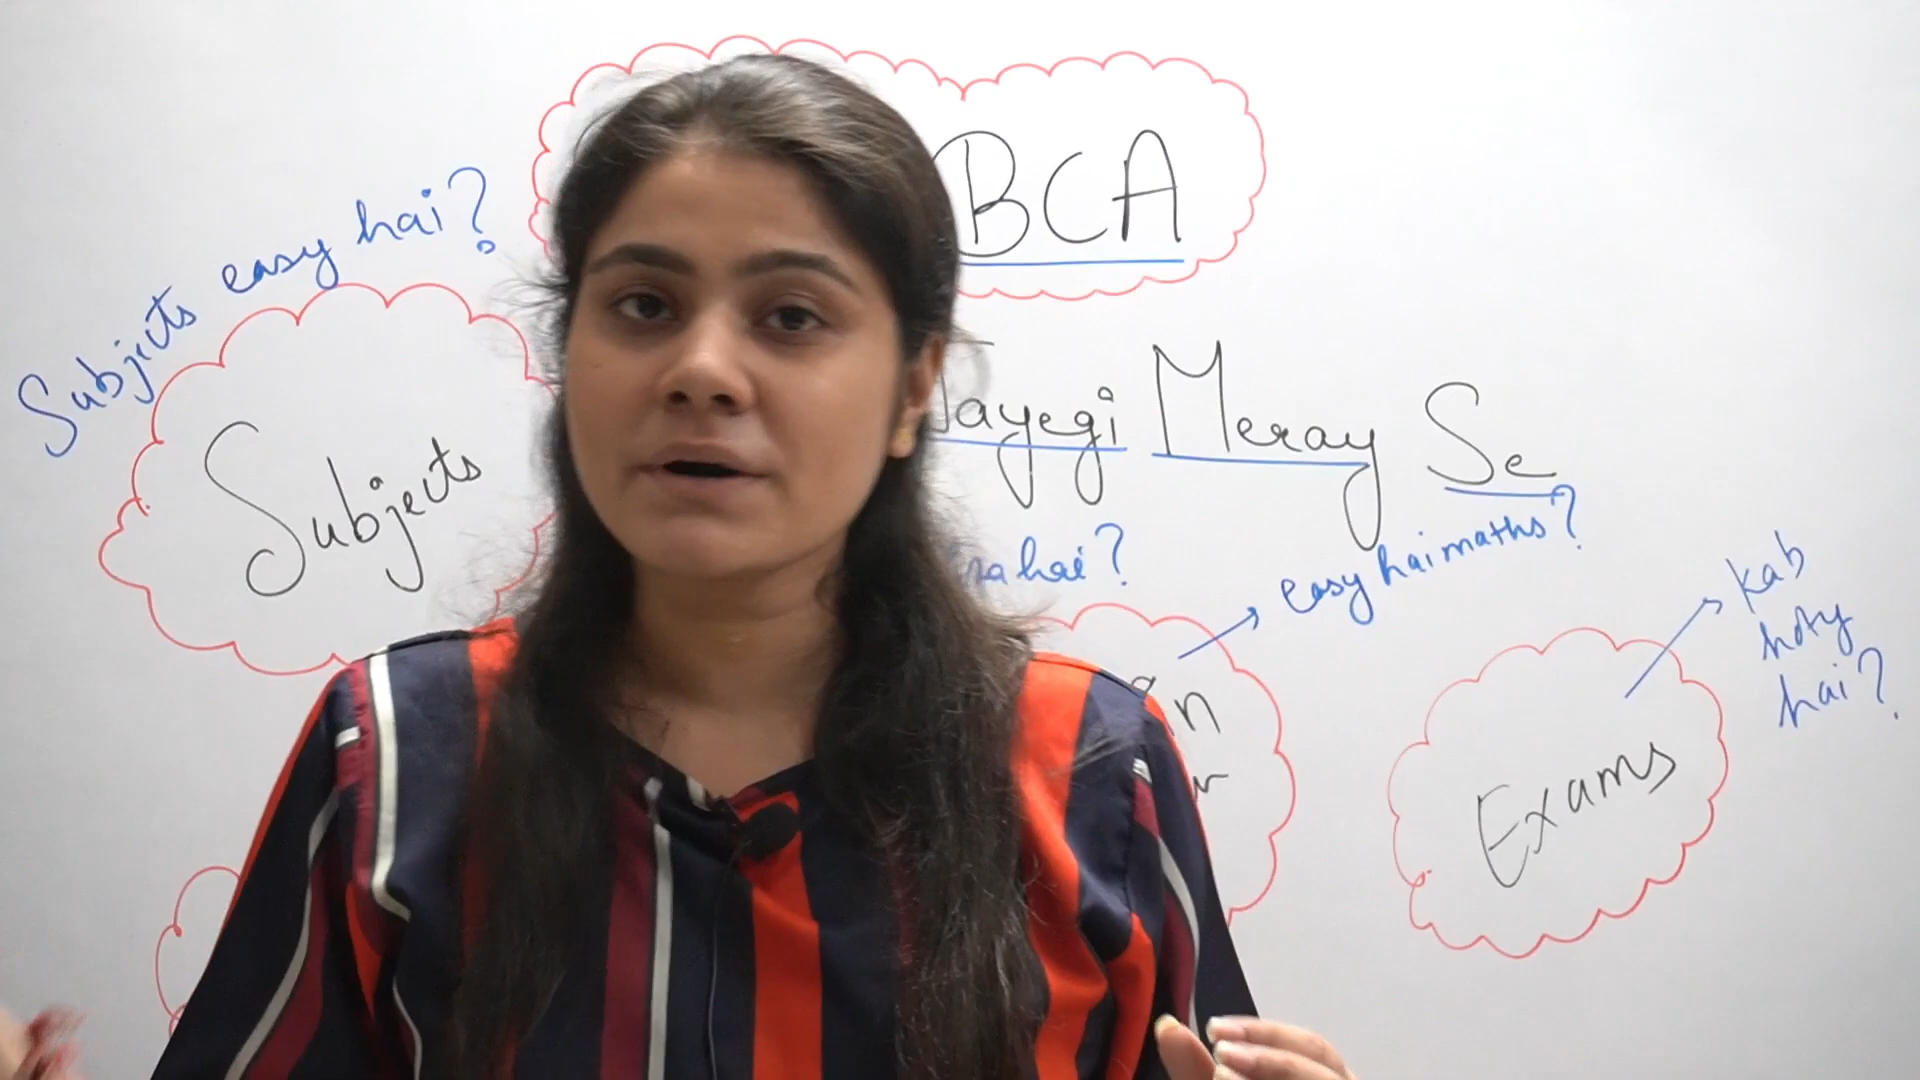 BCA
Subjects easy hai?
Jayegi Meray Se
Subjects
hai?
easy hai maths?
kab
hoty
hai?
Exams